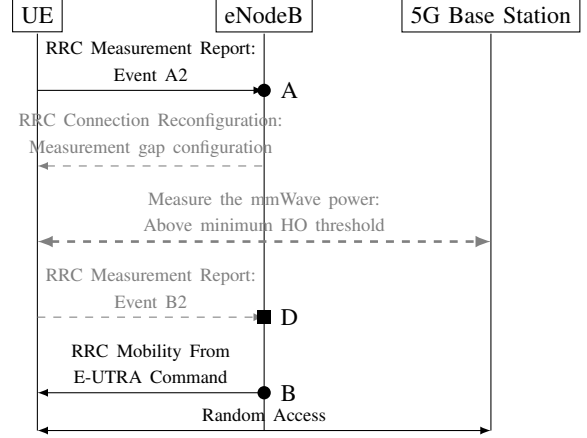 UE eNodeB 5G Base Station
RRC Measurement Report:
Event A2
A
RRC Connection Reconfiguration:
Measurement gap configuration
Measure the mmWave power:
Above minimum HO threshold
RRC Measurement Report:
Event B2
D
RRC Mobility From
E-UTRA Command
B
Random Access